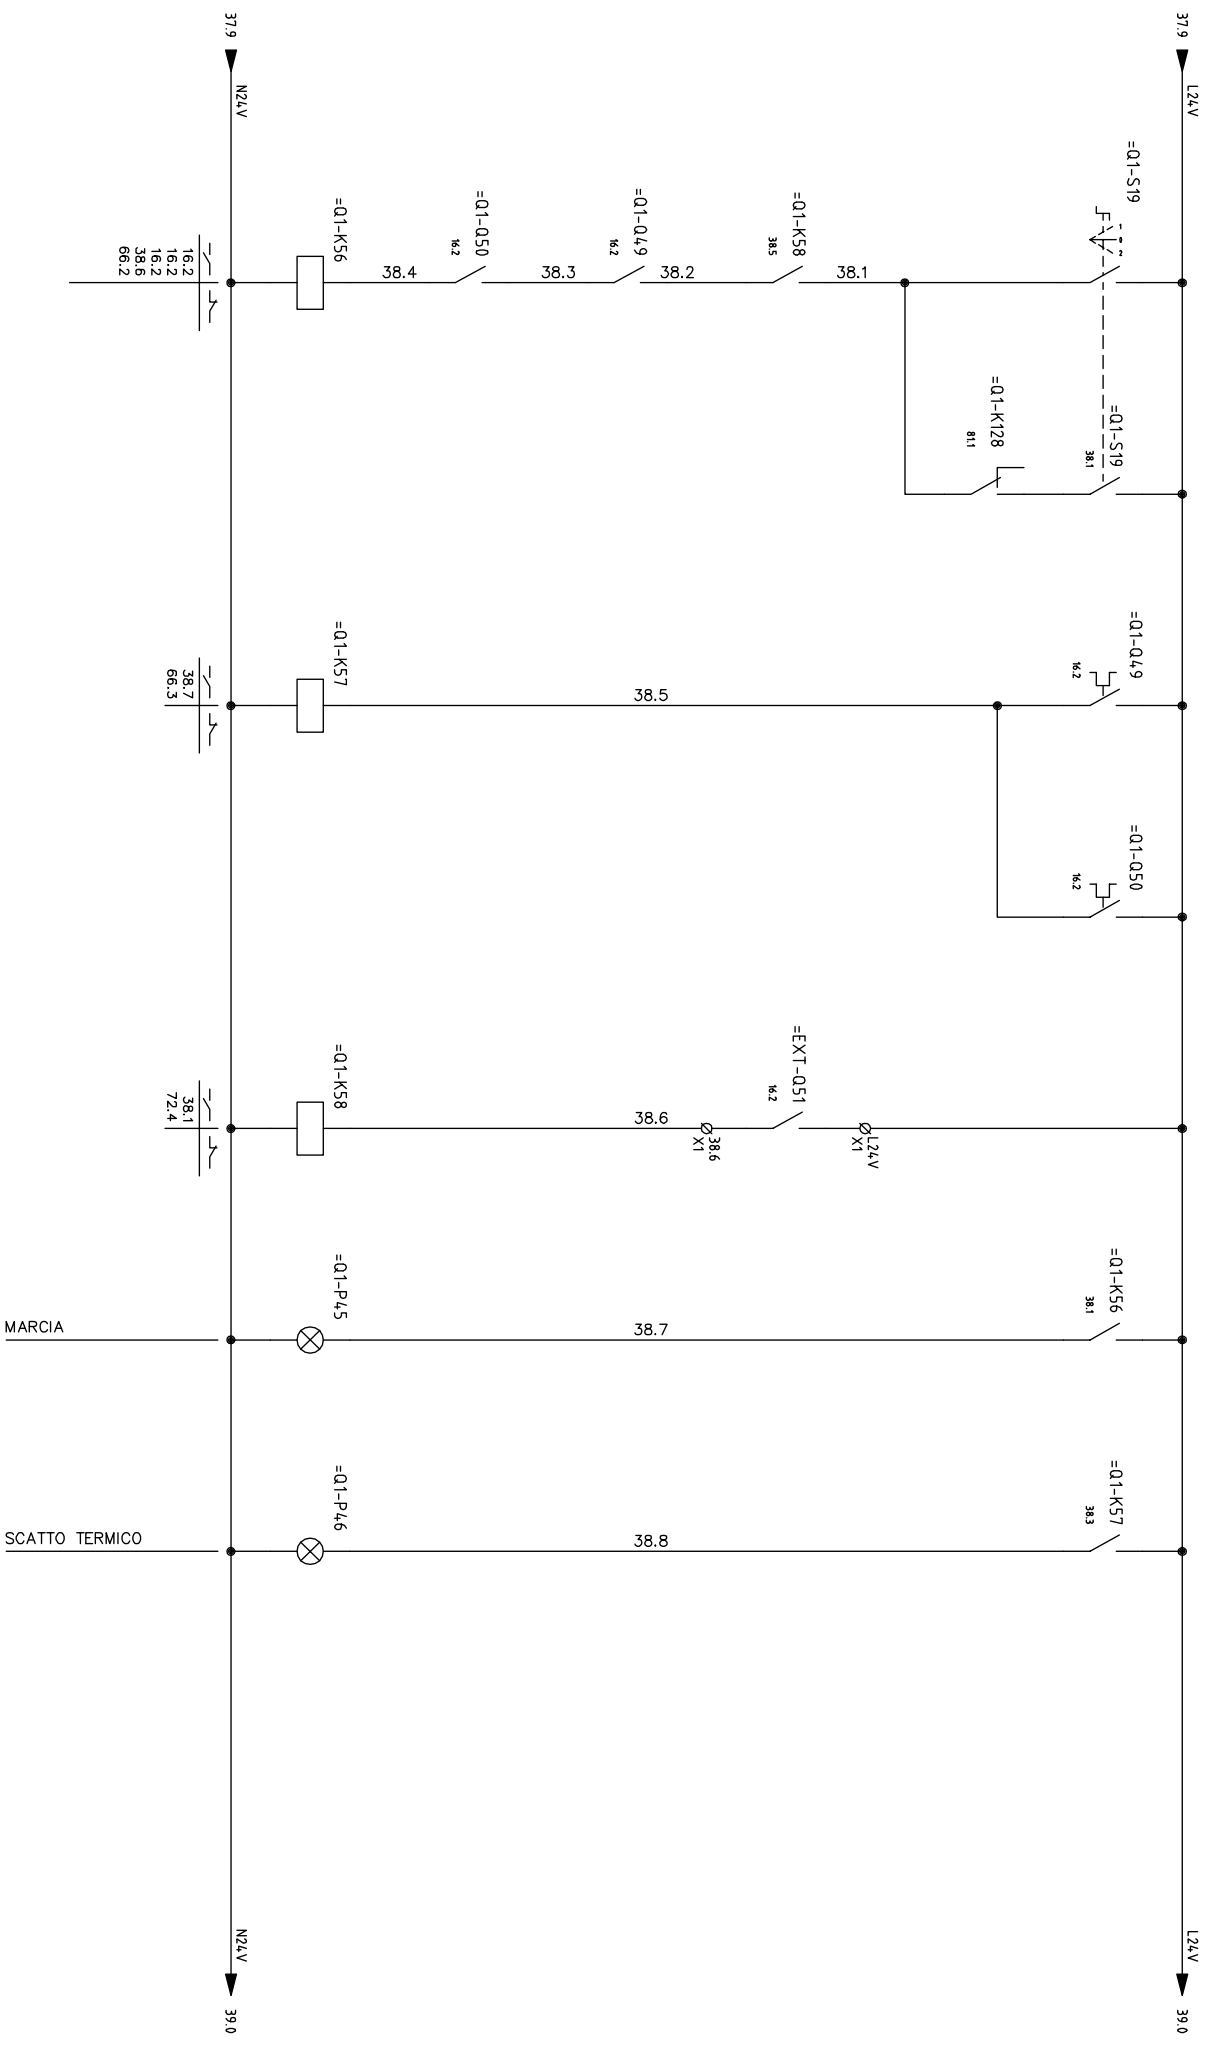 37.9
L24V
=Q1-S19
1
0
2
38.1
=Q1-K58
38.5
38.2
=Q1-Q49
16.2
38.3
=Q1-Q50
16.2
38.4
=Q1-K56
37.9
N24V
16.2
16.2
16.2
38.6
66.2
=Q1-S19
38.1
=Q1-K128
81.1
=Q1-Q49
16.2
38.5
=Q1-K57
38.7
66.3
=Q1-Q50
16.2
L24V
X1
=EXT-Q51
16.2
38.6
X1
38.6
=Q1-K58
38.1
72.4
=Q1-K56
38.1
38.7
=Q1-P45
MARCIA
=Q1-K57
38.3
38.8
=Q1-P46
SCATTO TERMICO
L24V
39.0
N24V
39.0